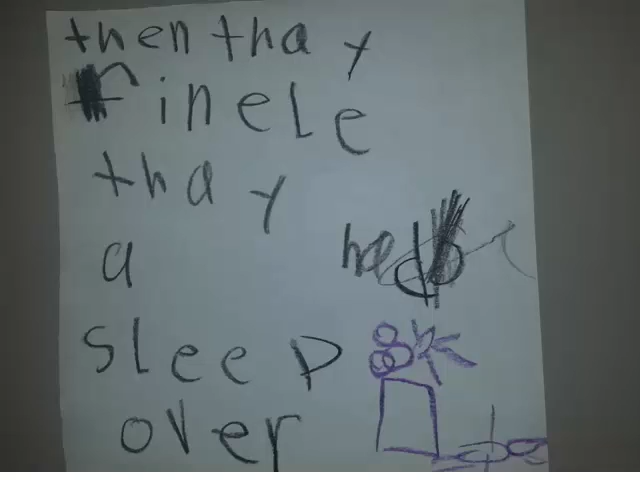 then thay
finele
thay
a
sleep
over